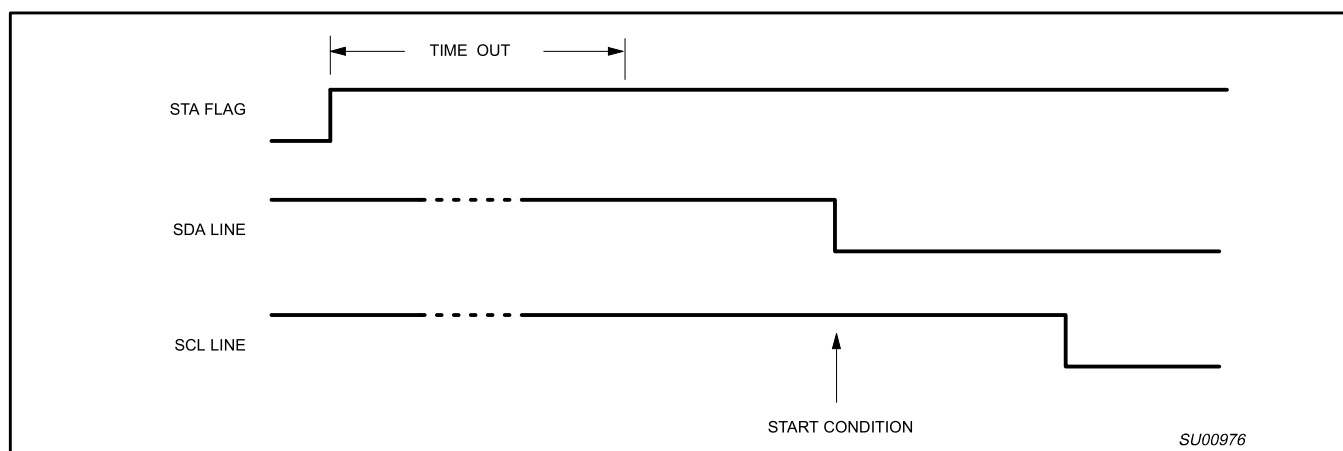 TIME OUT
STA FLAG
SDA LINE
SCL LINE
START CONDITION
SU00976